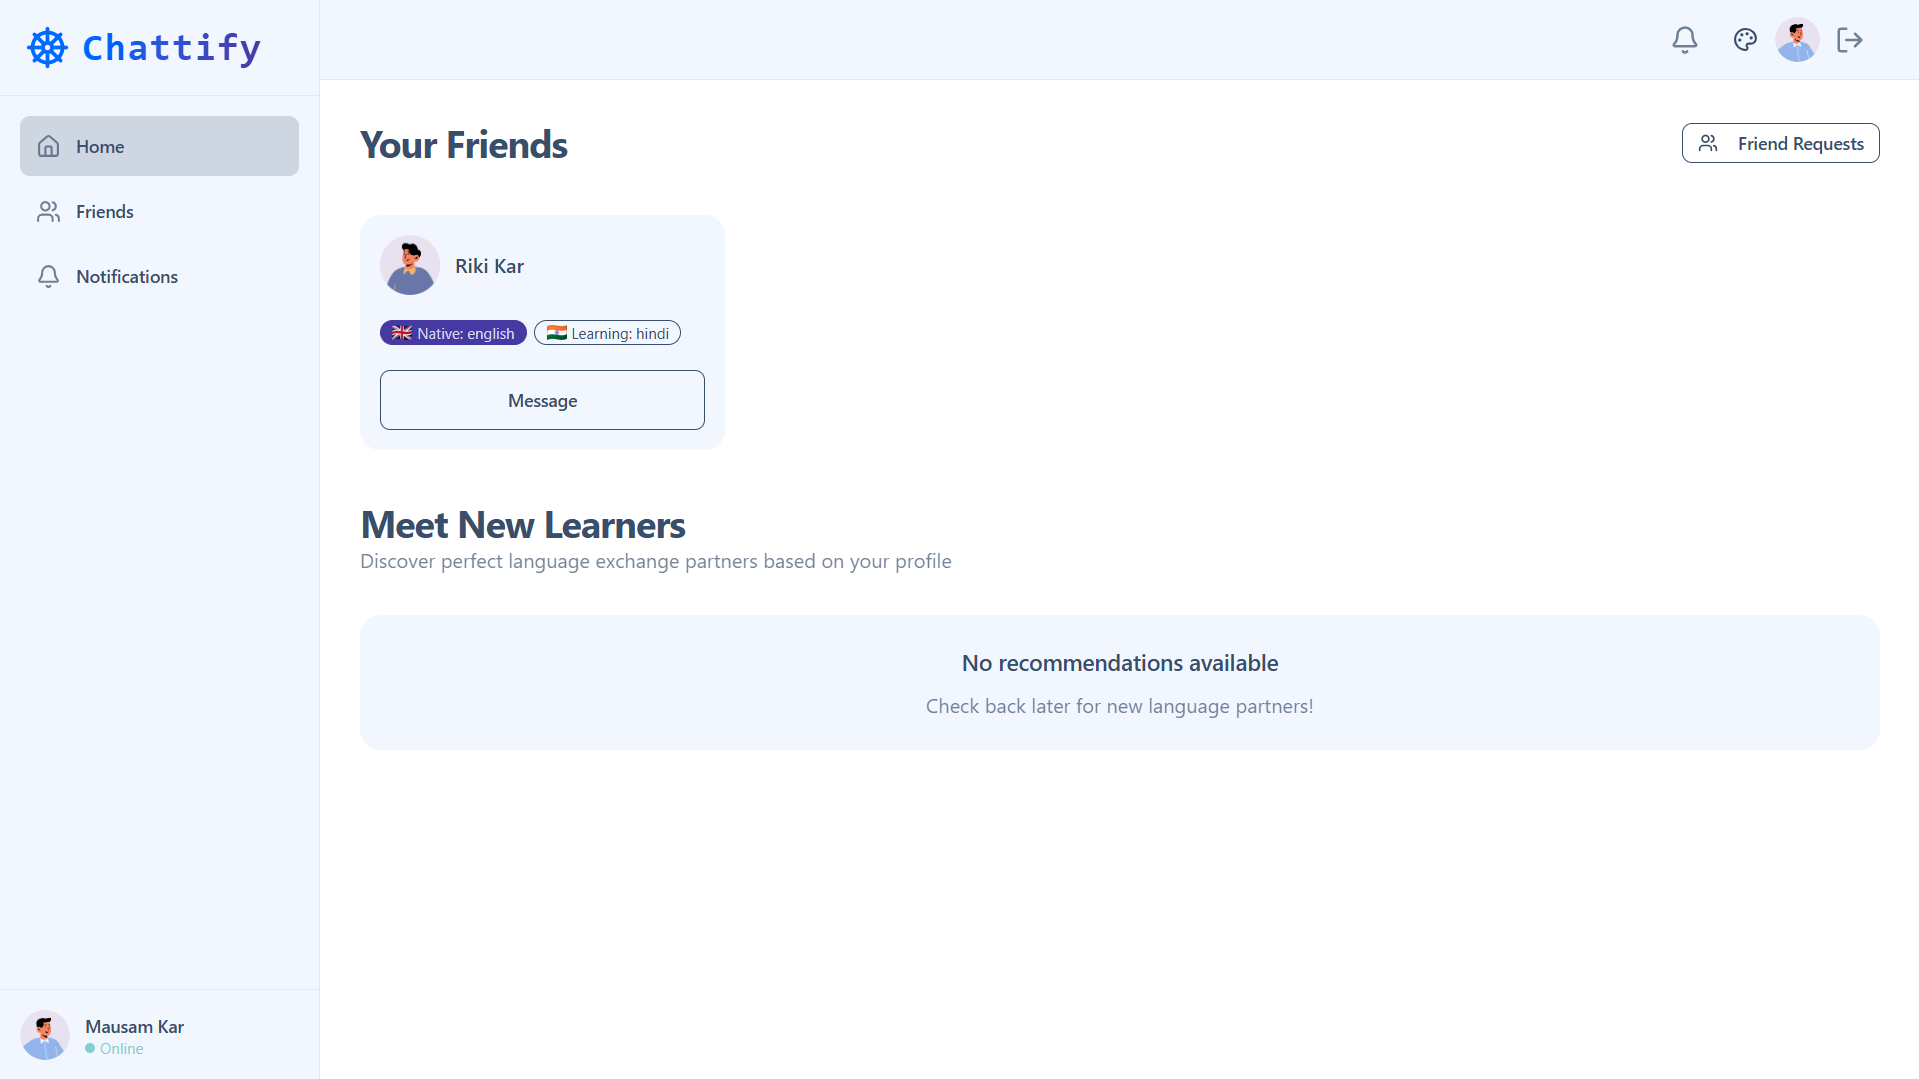 Chattify
Home
Friends
Notifications
Your Friends
Friend Requests
Riki Kar
Native: english
Learning: hindi
Message
Meet New Learners
Discover perfect language exchange partners based on your profile
No recommendations available
Check back later for new language partners!
Mausam Kar
Online